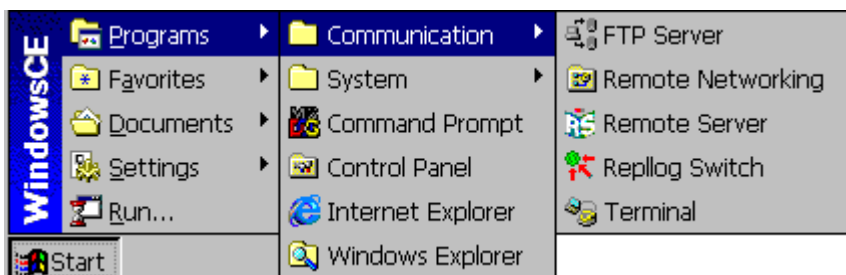 WindowsCE
Programs
Favorites
Documents
Settings
Run...
Start
Communication
System
Command Prompt
Control Panel
Internet Explorer
Windows Explorer
FTP Server
Remote Networking
Remote Server
Repllog Switch
Terminal